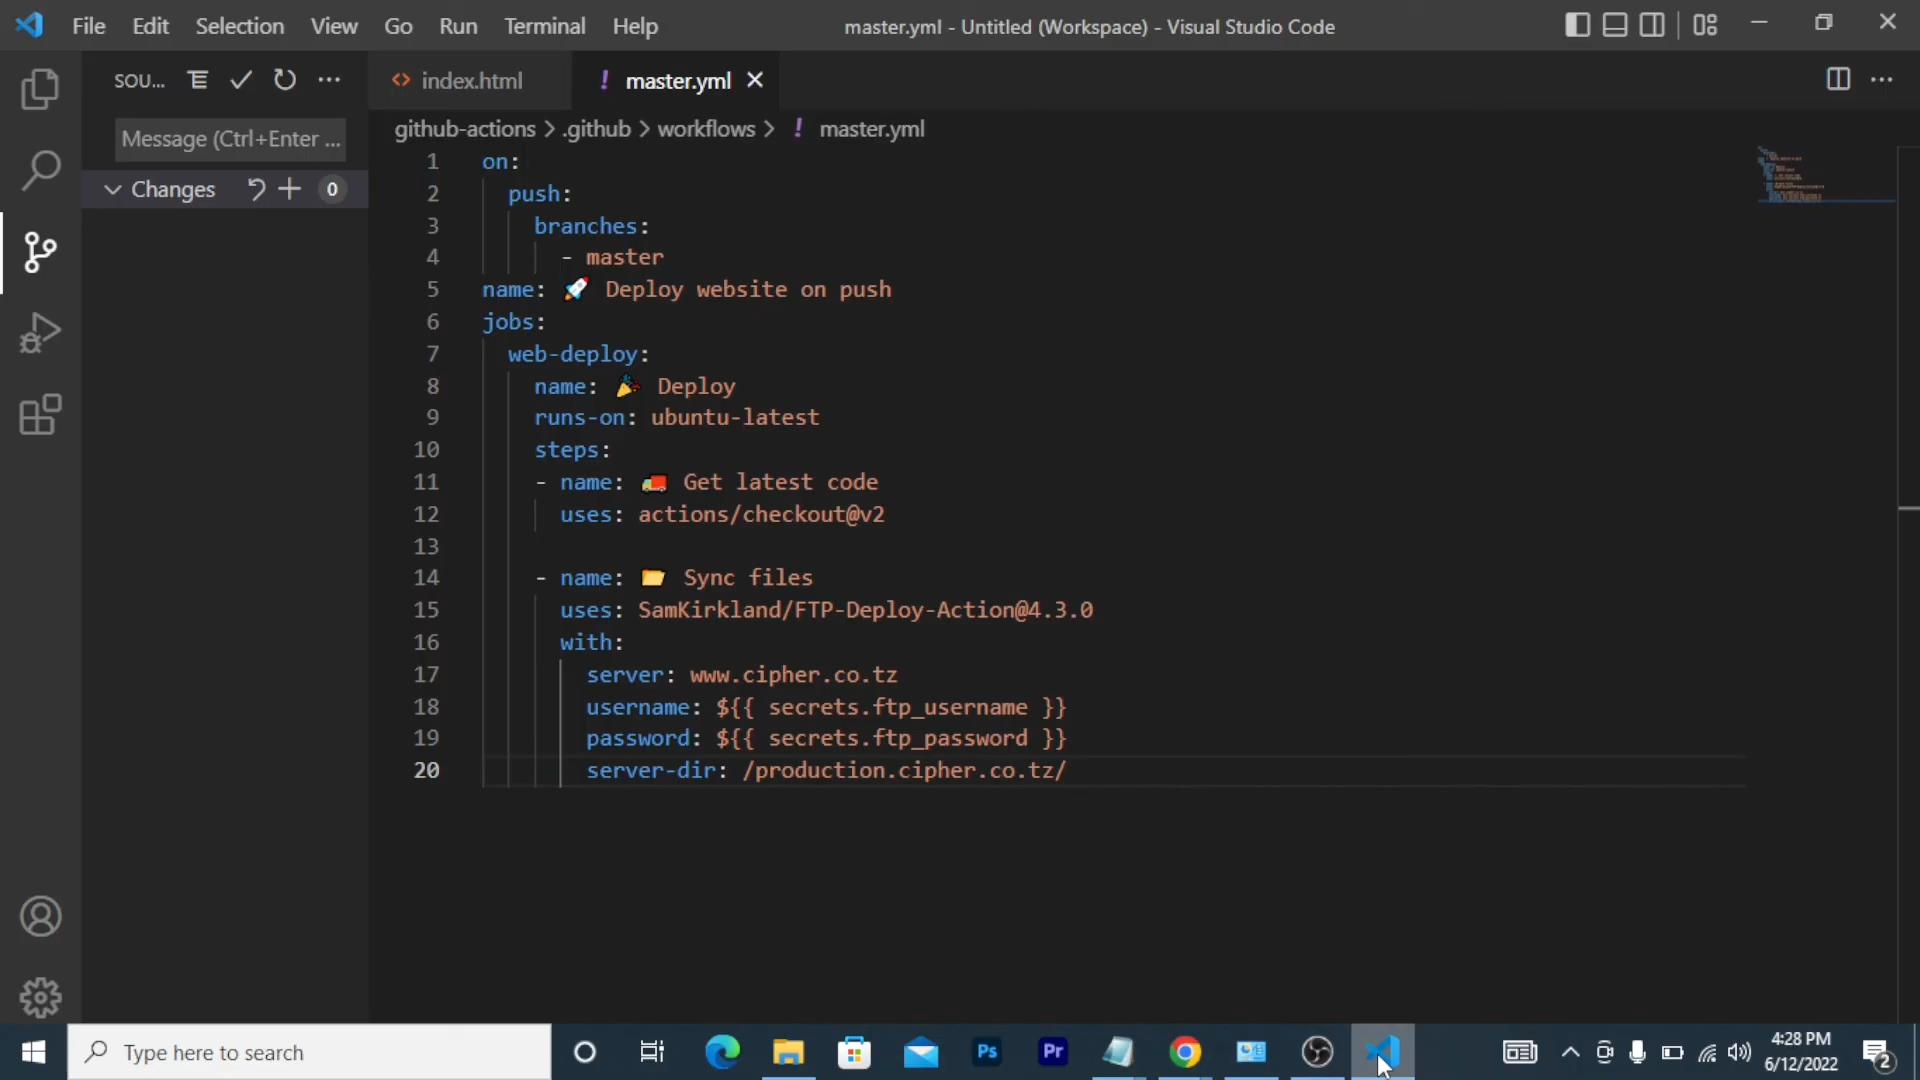 File Edit Selection View Go Run Terminal Help
master.yml - Untitled (Workspace) - Visual Studio Code
SOU...
index.html
! master.yml
Message (Ctrl+Enter ...
Changes 0
github-actions > .github > workflows > ! master.yml
1 on:
2 push:
3 branches:
4 - master
5 name: 🚀 Deploy website on push
6 jobs:
7 web-deploy:
8 name: 🎉 Deploy
9 runs-on: ubuntu-latest
10 steps:
11 - name: 🚚 Get latest code
12 uses: actions/checkout@v2
13
14 - name: 📂 Sync files
15 uses: SamKirkland/FTP-Deploy-Action@4.3.0
16 with:
17 server: www.cipher.co.tz
18 username: ${{ secrets.ftp_username }}
19 password: ${{ secrets.ftp_password }}
20 server-dir: /production.cipher.co.tz/
Type here to search
Ps
Pr
4:28 PM
6/12/2022
2